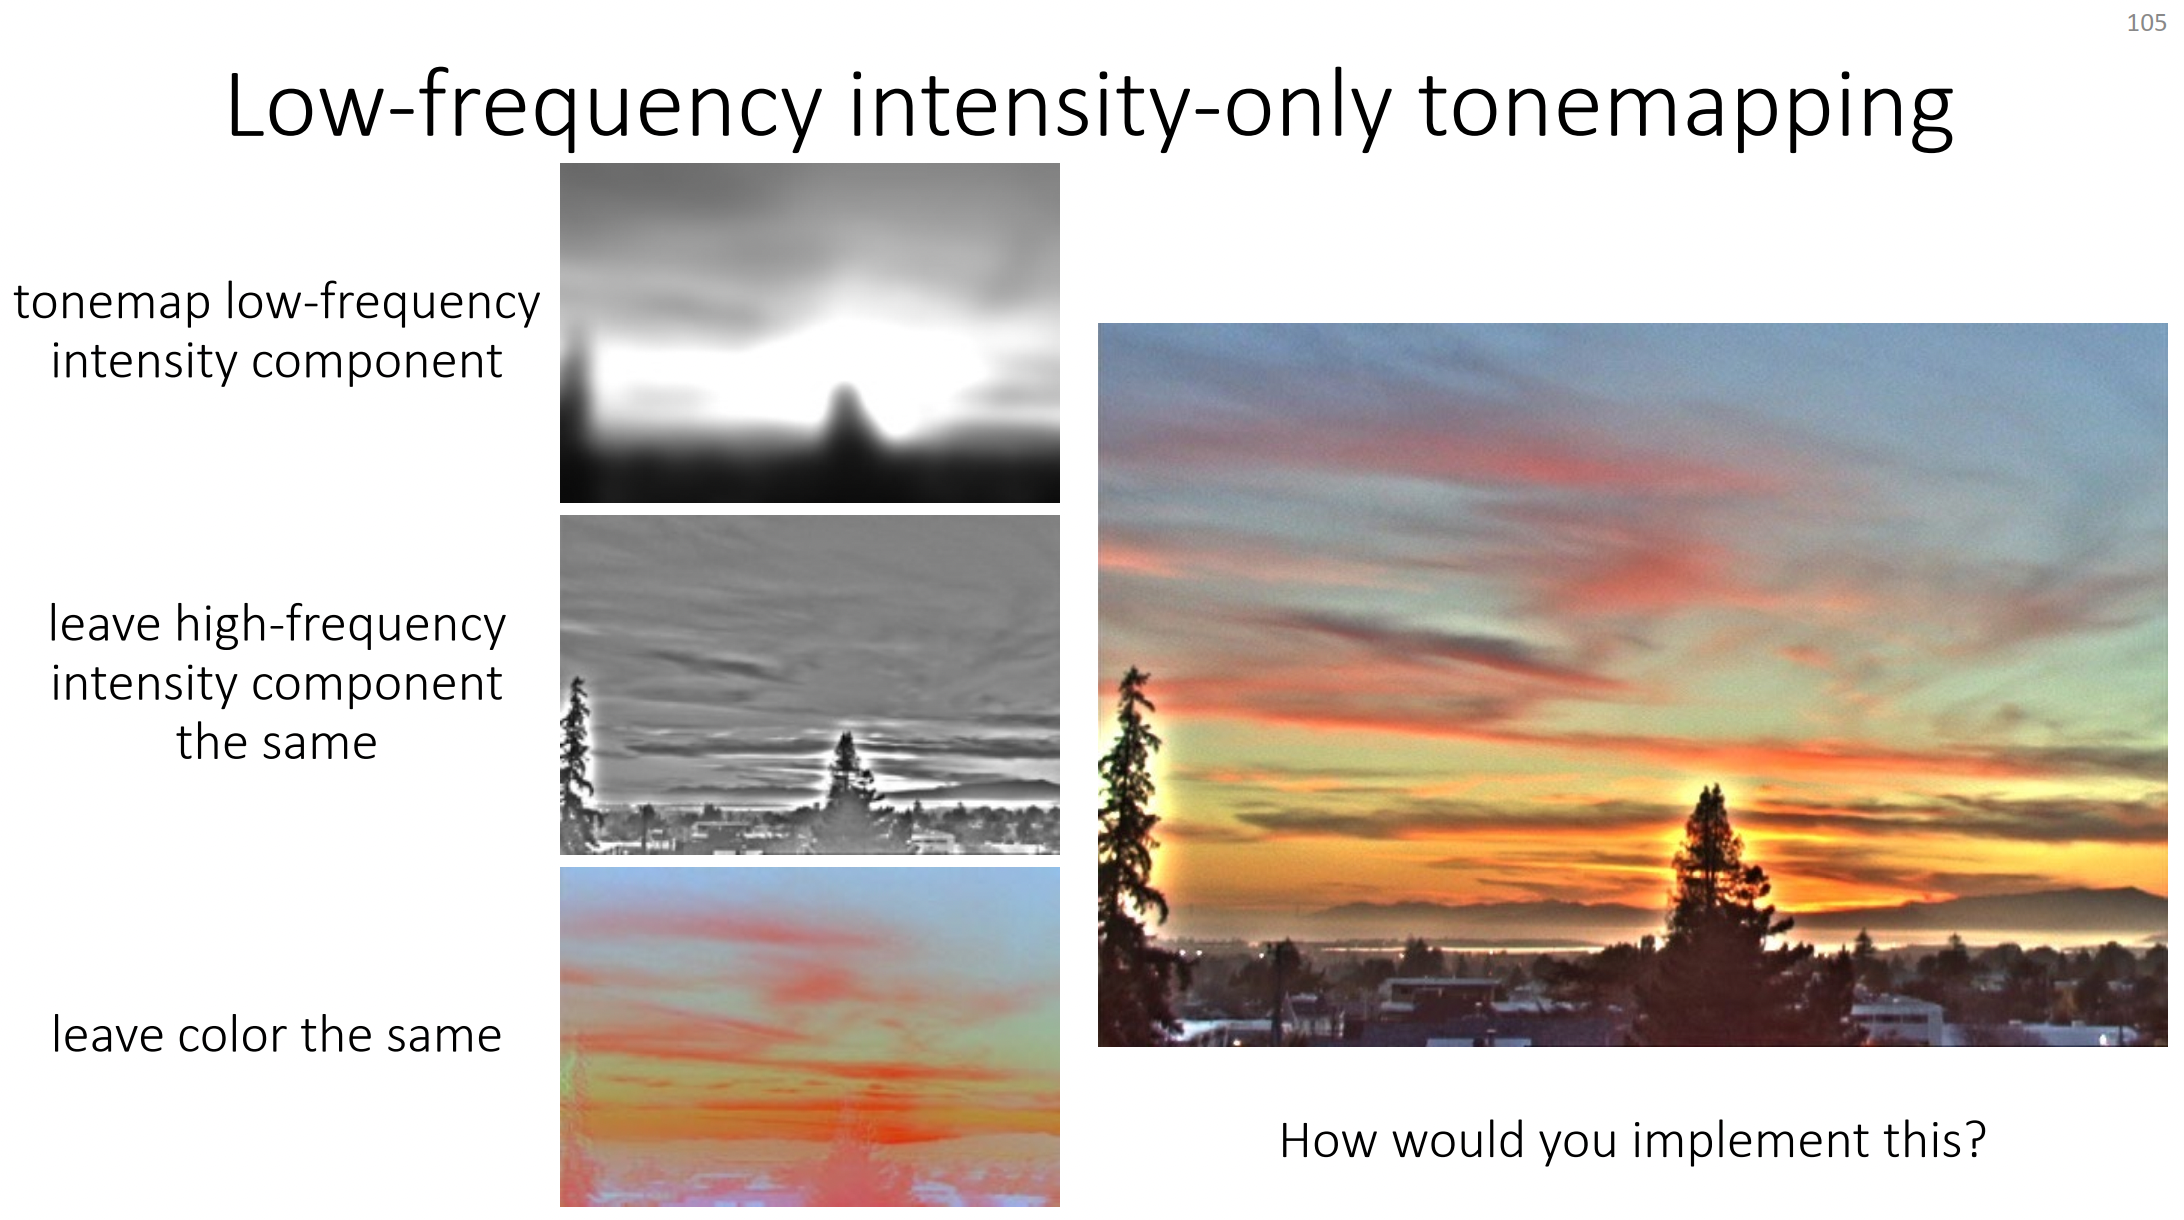 105
Low-frequency intensity-only tonemapping
tonemap low-frequency
intensity component
leave high-frequency
intensity component
the same
leave color the same
How would you implement this?